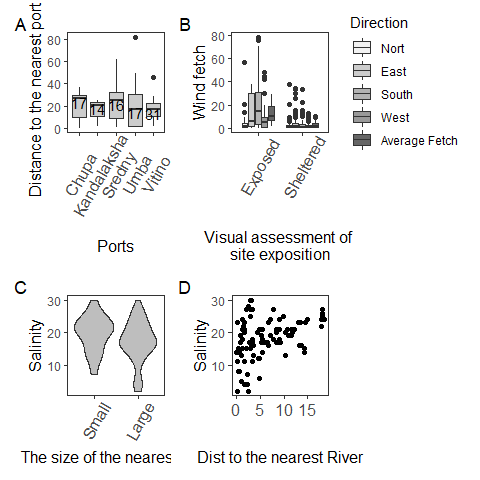 A
Distance to the nearest port
80
60
40
20
0
17
14
16
17
31
Chupa
Kandalaksha
Sredny
Umba
Vitino
Ports
B
Wind fetch
80
60
40
20
0
Exposed
Sheltered
Visual assessment of
site exposition
Direction
Nort
East
South
West
Average Fetch
C
Salinity
30
20
10
Small
Large
The size of the neares
D
Salinity
30
20
10
0
5
10
15
Dist to the nearest River